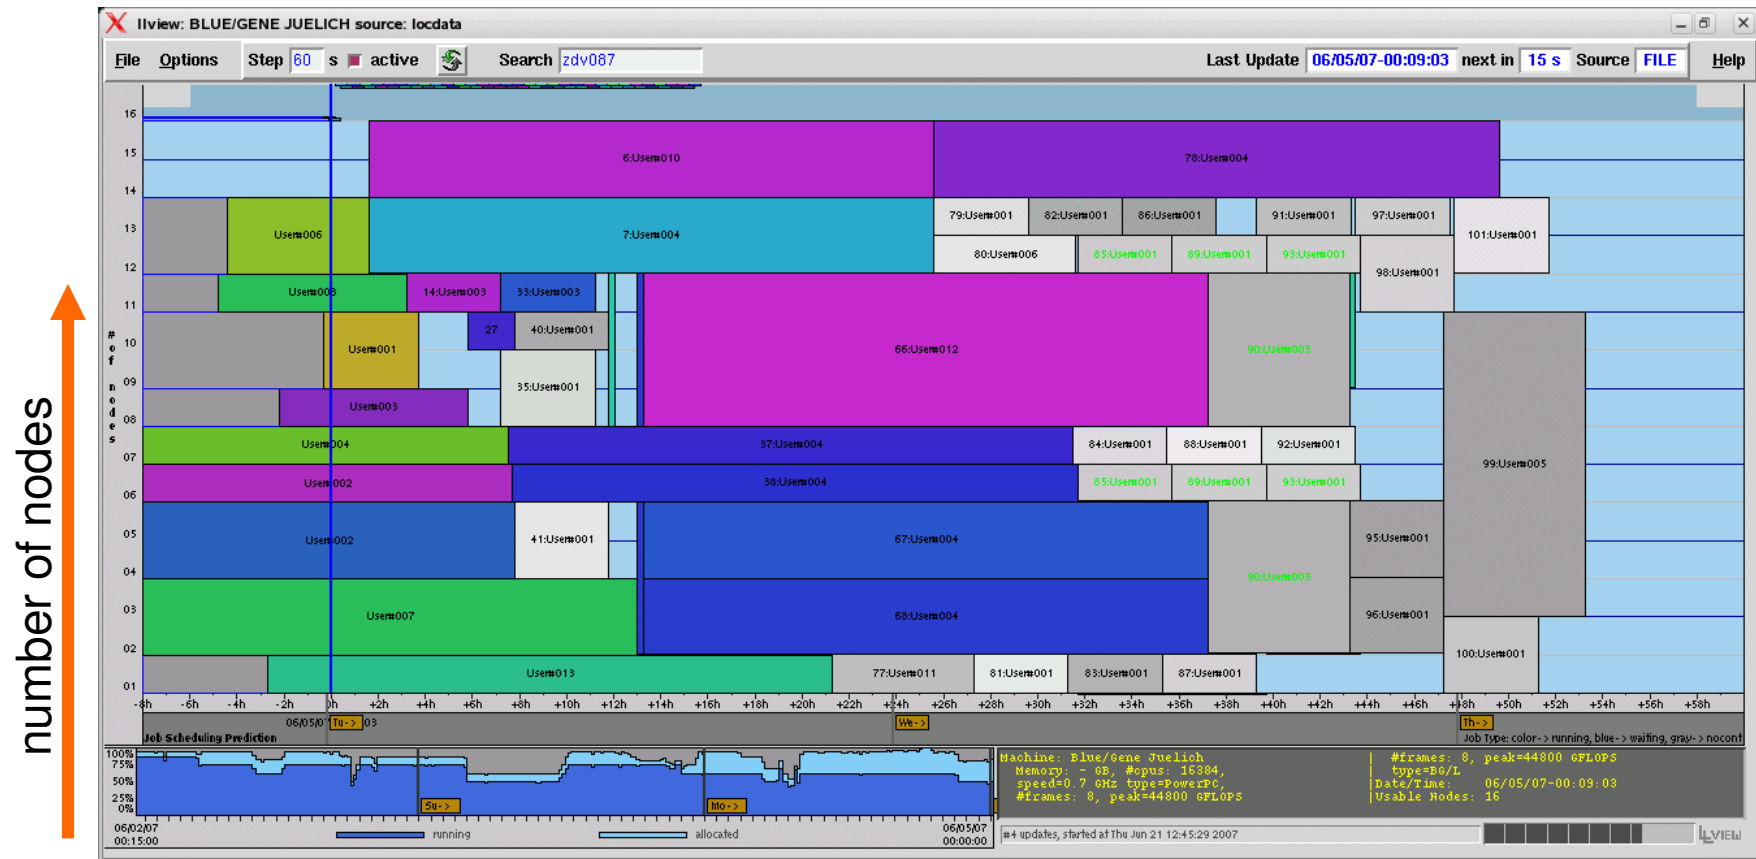 llview: BLUE/GENE JUELICH source: locdata
File Options Step 60 s active Search zdv087 Last Update 06/05/07-00:09:03 next in 15 s Source FILE Help
16
15
14
13
12
11
10
09
08
07
06
05
04
03
02
01
#of nodes
number of nodes
6:User#010 78:User#004
79:User#001 82:User#001 86:User#001 91:User#001 97:User#001
User#006 7:User#004 101:User#001
80:User#006 85:User#001 89:User#001 93:User#001
98:User#001
User#003 14:User#003 33:User#003
27 40:User#001
User#001 66:User#012 90:User#005
35:User#001
User#003
User#004 37:User#004 84:User#001 88:User#001 92:User#001
99:User#005
User#002 38:User#004 85:User#001 89:User#001 93:User#001
User#002 41:User#001 67:User#004 95:User#001
90:User#005
User#007 68:User#004 96:User#001
100:User#001
User#013 77:User#011 81:User#001 83:User#001 87:User#001
-8h -6h -4h -2h 0h +2h +4h +6h +8h +10h +12h +14h +16h +18h +20h +22h +24h +26h +28h +30h +32h +34h +36h +38h +40h +42h +44h +46h +48h +50h +52h +54h +56h +58h
06/05/0 Tu-> 03 We-> Th->
Job Scheduling Prediction Job Type: color-> running, blue-> waiting, gray-> nocont
100%
75%
50%
25%
0%
Su-> Mo->
06/02/07 06/05/07
00:15:00 running allocated 00:00:00
Machine: Blue/Gene Juelich | #frames: 8, peak=44800 GFLOPS
Memory: - GB, #cpus: 16384, | type=BG/L
speed=0.7 GHz type=PowerPC, |Date/Time: 06/05/07-00:09:03
#frames: 8, peak=44800 GFLOPS |Usable Nodes: 16
#4 updates, started at Thu Jun 21 12:45:29 2007
LLVIEW